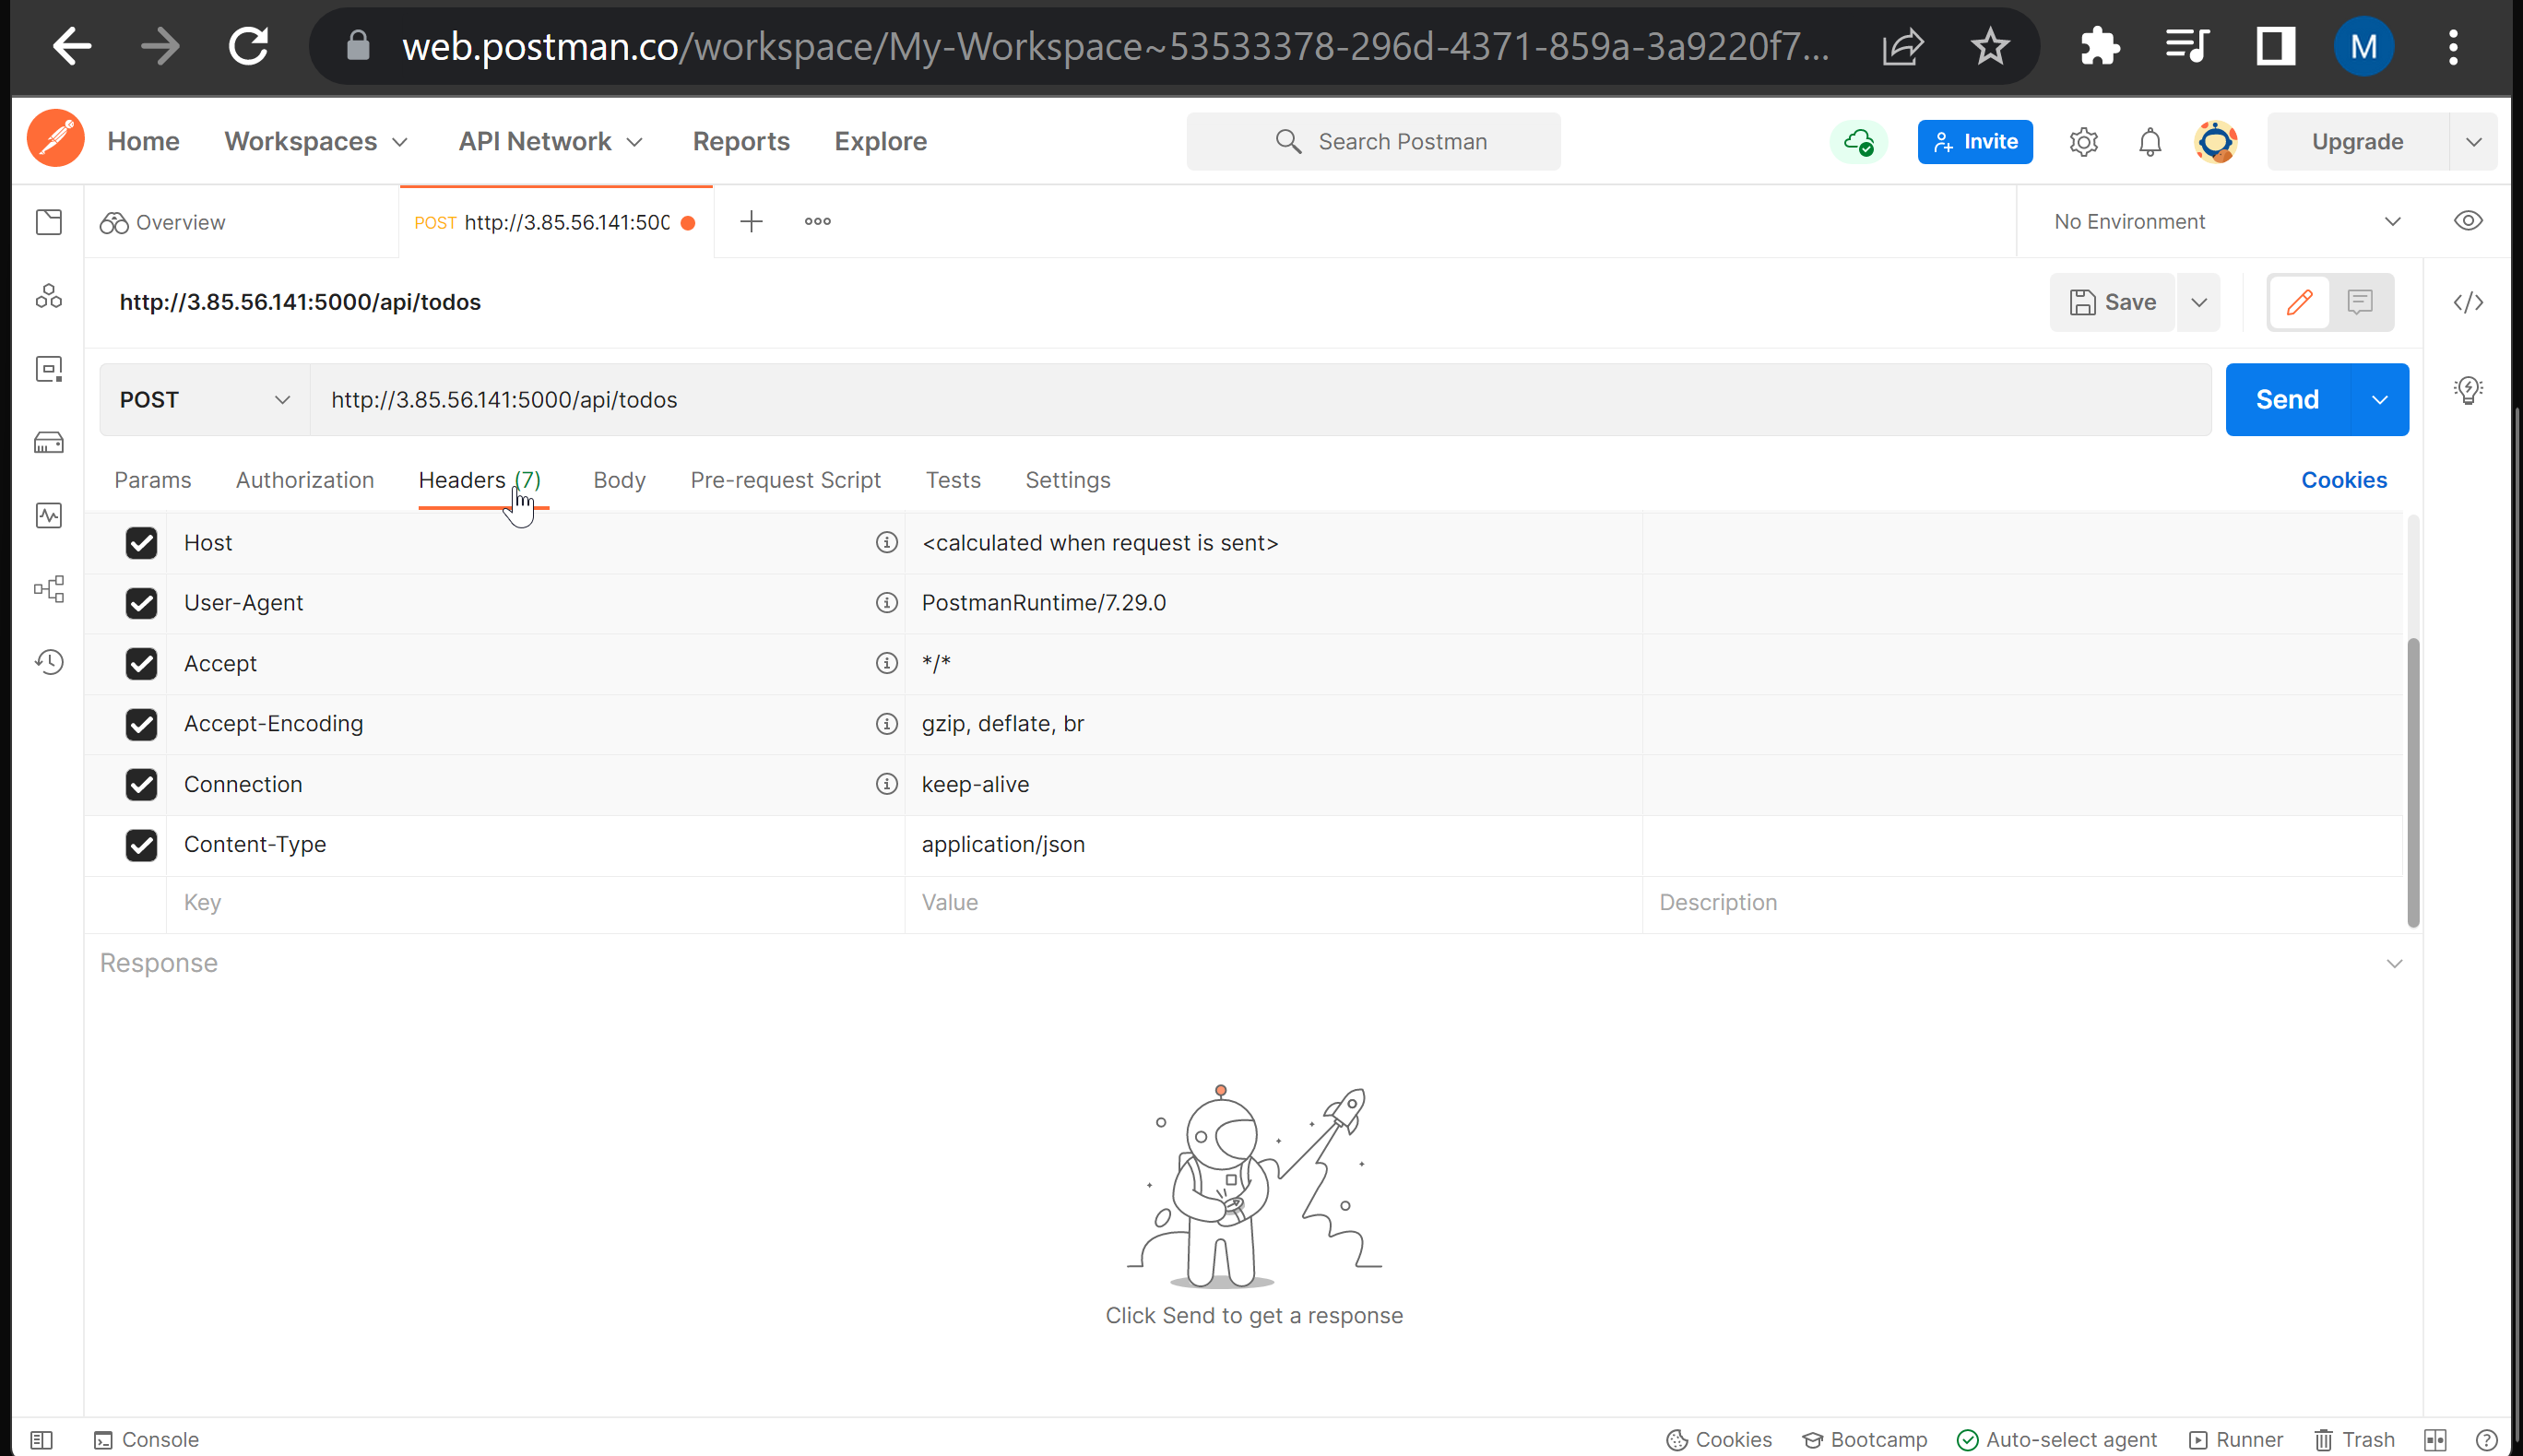 web.postman.co/workspace/My-Workspace~53533378-296d-4371-859a-3a9220f7...
M
Home Workspaces API Network Reports Explore Search Postman Invite Upgrade
Overview POST http://3.85.56.141:500 No Environment
http://3.85.56.141:5000/api/todos Save
POST http://3.85.56.141:5000/api/todos Send
Params Authorization Headers (7) Body Pre-request Script Tests Settings Cookies
Host <calculated when request is sent>
User-Agent PostmanRuntime/7.29.0
Accept */*
Accept-Encoding gzip, deflate, br
Connection keep-alive
Content-Type application/json
Key Value Description
Response
Click Send to get a response
Console Cookies Bootcamp Auto-select agent Runner Trash